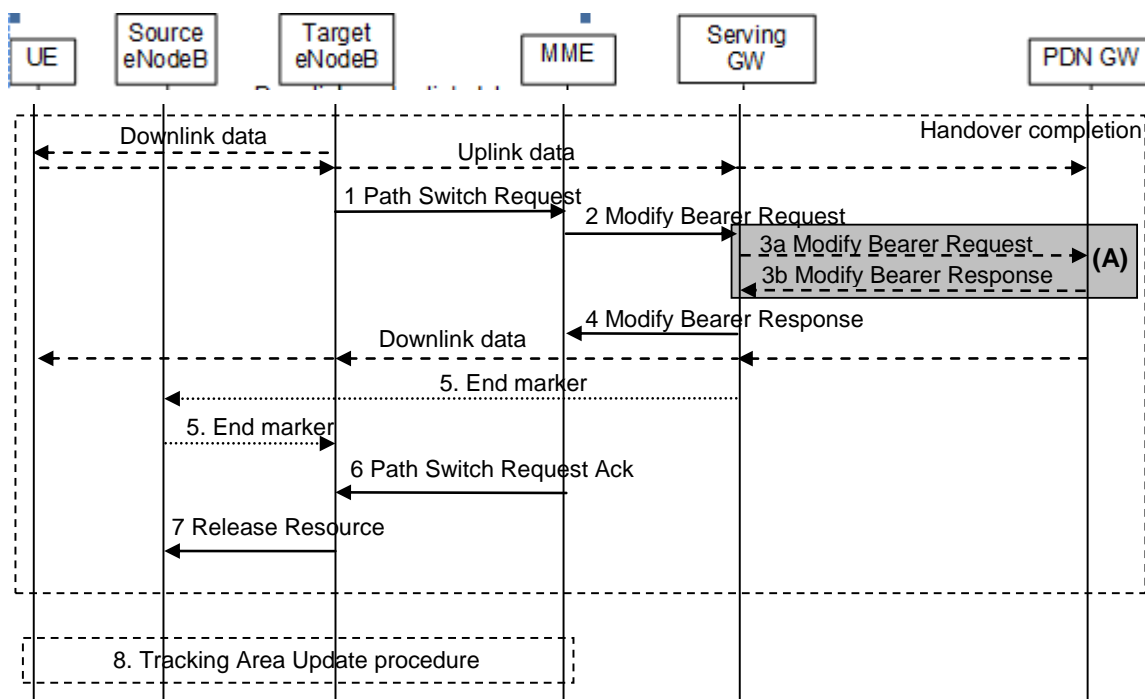 UE
Source
eNodeB
Target
eNodeB
MME
Serving
GW
PDN GW
Handover completion
Downlink data
Uplink data
1 Path Switch Request
2 Modify Bearer Request
3a Modify Bearer Request
(A)
3b Modify Bearer Response
4 Modify Bearer Response
Downlink data
5. End marker
5. End marker
6 Path Switch Request Ack
7 Release Resource
8. Tracking Area Update procedure